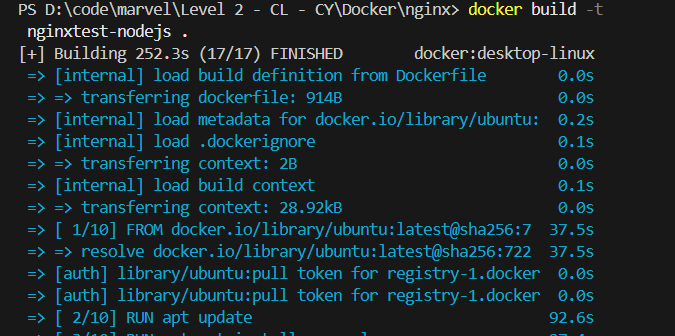 PS D:\code\marvel\Level 2 - CL - CY\Docker\nginx> docker build -t
nginxtest-nodejs .
[+] Building 252.3s (17/17) FINISHED docker:desktop-linux
=> [internal] load build definition from Dockerfile 0.0s
=> => transferring dockerfile: 914B 0.0s
=> [internal] load metadata for docker.io/library/ubuntu: 0.2s
=> [internal] load .dockerignore 0.1s
=> => transferring context: 2B 0.0s
=> [internal] load build context 0.1s
=> => transferring context: 28.92kB 0.0s
=> [ 1/10] FROM docker.io/library/ubuntu:latest@sha256:7 37.5s
=> => resolve docker.io/library/ubuntu:latest@sha256:722 37.5s
=> [auth] library/ubuntu:pull token for registry-1.docker 0.0s
=> [auth] library/ubuntu:pull token for registry-1.docker 0.0s
=> [ 2/10] RUN apt update 92.6s